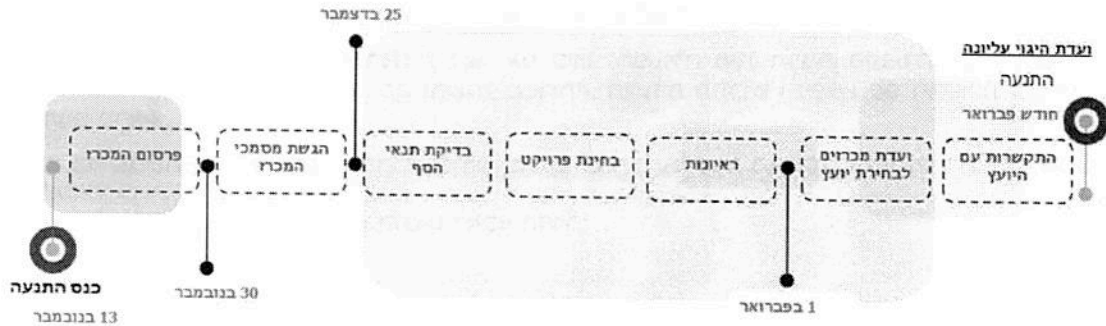 25 בדצמבר
ועדת היגוי עליונה
התנעה
חודש פברואר
פרסום המכרז
הגשת מסמכי
המכרז
בדיקת תנאי
הסף
בחינת פרויקט
ראיונות
ועדת מכרזים
לבחירת יועץ
התקשרות עם
היועץ
כנס התנעה
13 בנובמבר
30 בנובמבר
1 בפברואר